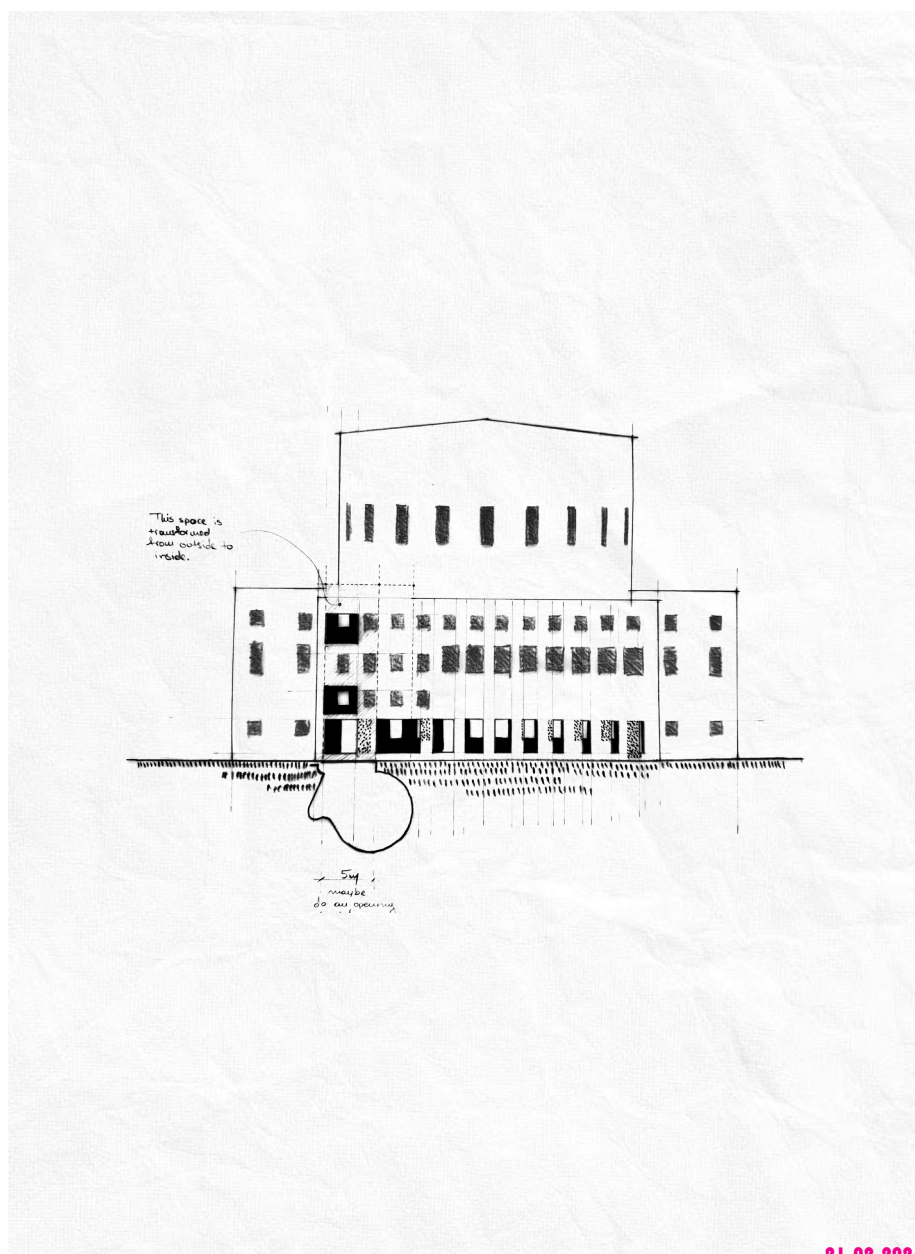 This space is
transformed
from outside to
inside.
5m
maybe
do an opening